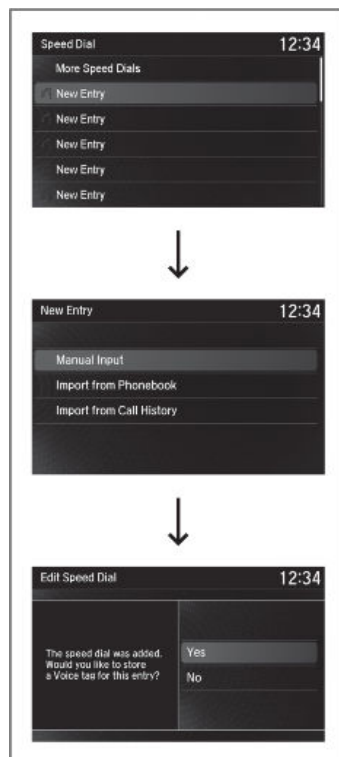 Speed Dial 12:34
More Speed Dials
New Entry
New Entry
New Entry
New Entry
New Entry
New Entry 12:34
Manual Input
Import from Phonebook
Import from Call History
Edit Speed Dial 12:34
The speed dial was added.
Would you like to store
a Voice tag for this entry?
Yes
No